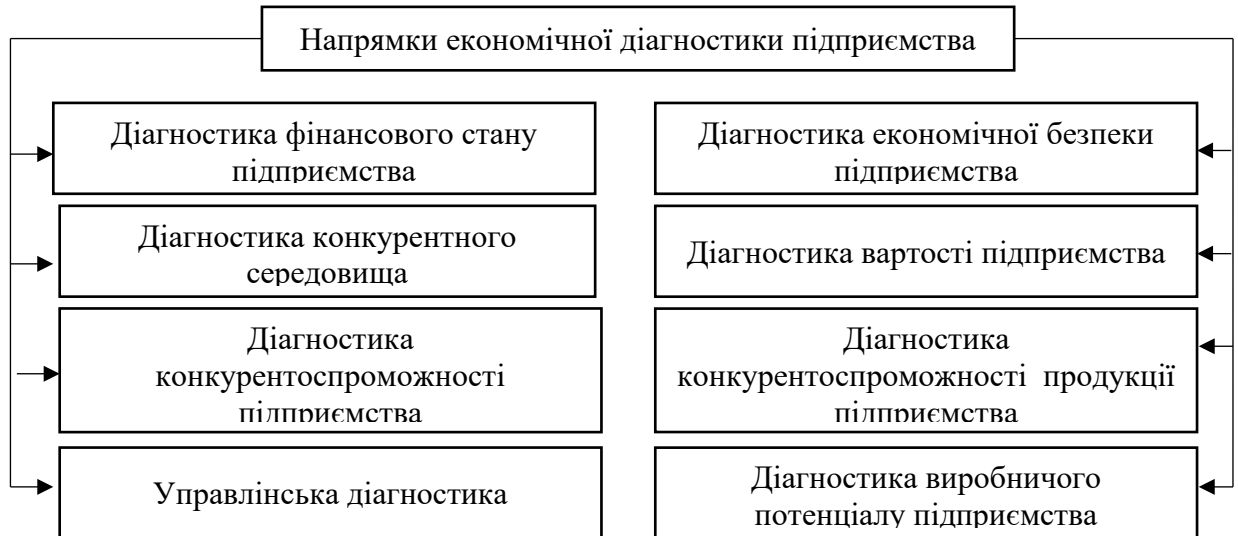 Напрямки економічної діагностики підприємства
Діагностика фінансового стану
підприємства
Діагностика економічної безпеки
підприємства
Діагностика конкурентного
середовища
Діагностика вартості підприємства
Діагностика
конкурентоспроможності
підприємства
Діагностика
конкурентоспроможності продукції
підприємства
Управлінська діагностика
Діагностика виробничого
потенціалу підприємства